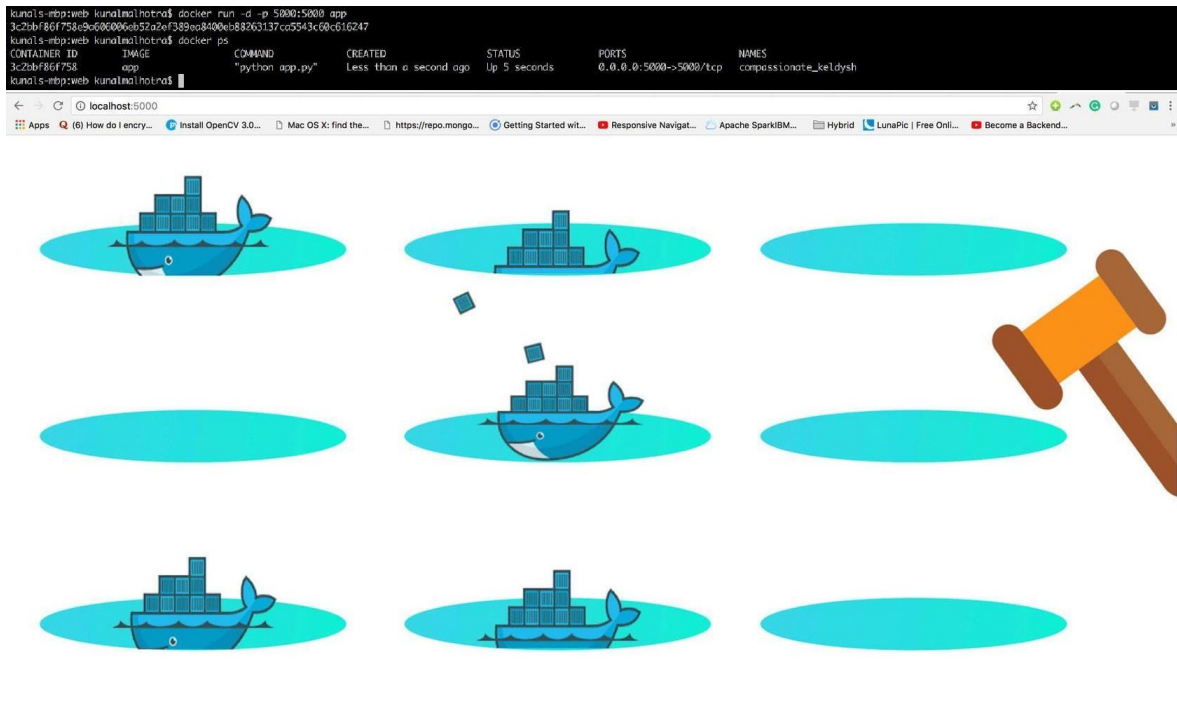 kunals-mbp:web kunalmalhotra$ docker run -d -p 5000:5000 app
3c2bbf86f758e9a606006eb52a2ef389ea8400eb88263137ca5543c60c616247
kunals-mbp:web kunalmalhotra$ docker ps
CONTAINER ID IMAGE COMMAND CREATED STATUS PORTS NAMES
3c2bbf86f758 app "python app.py" Less than a second ago Up 5 seconds 0.0.0.0:5000->5000/tcp compassionate_keldysh
kunals-mbp:web kunalmalhotra$
localhost:5000
Apps (6) How do I encry... Install OpenCV 3.0... Mac OS X: find the... https://repo.mongo... Getting Started wit... Responsive Navigat... Apache SparkIBM... Hybrid LunaPic | Free Onli... Become a Backend... »